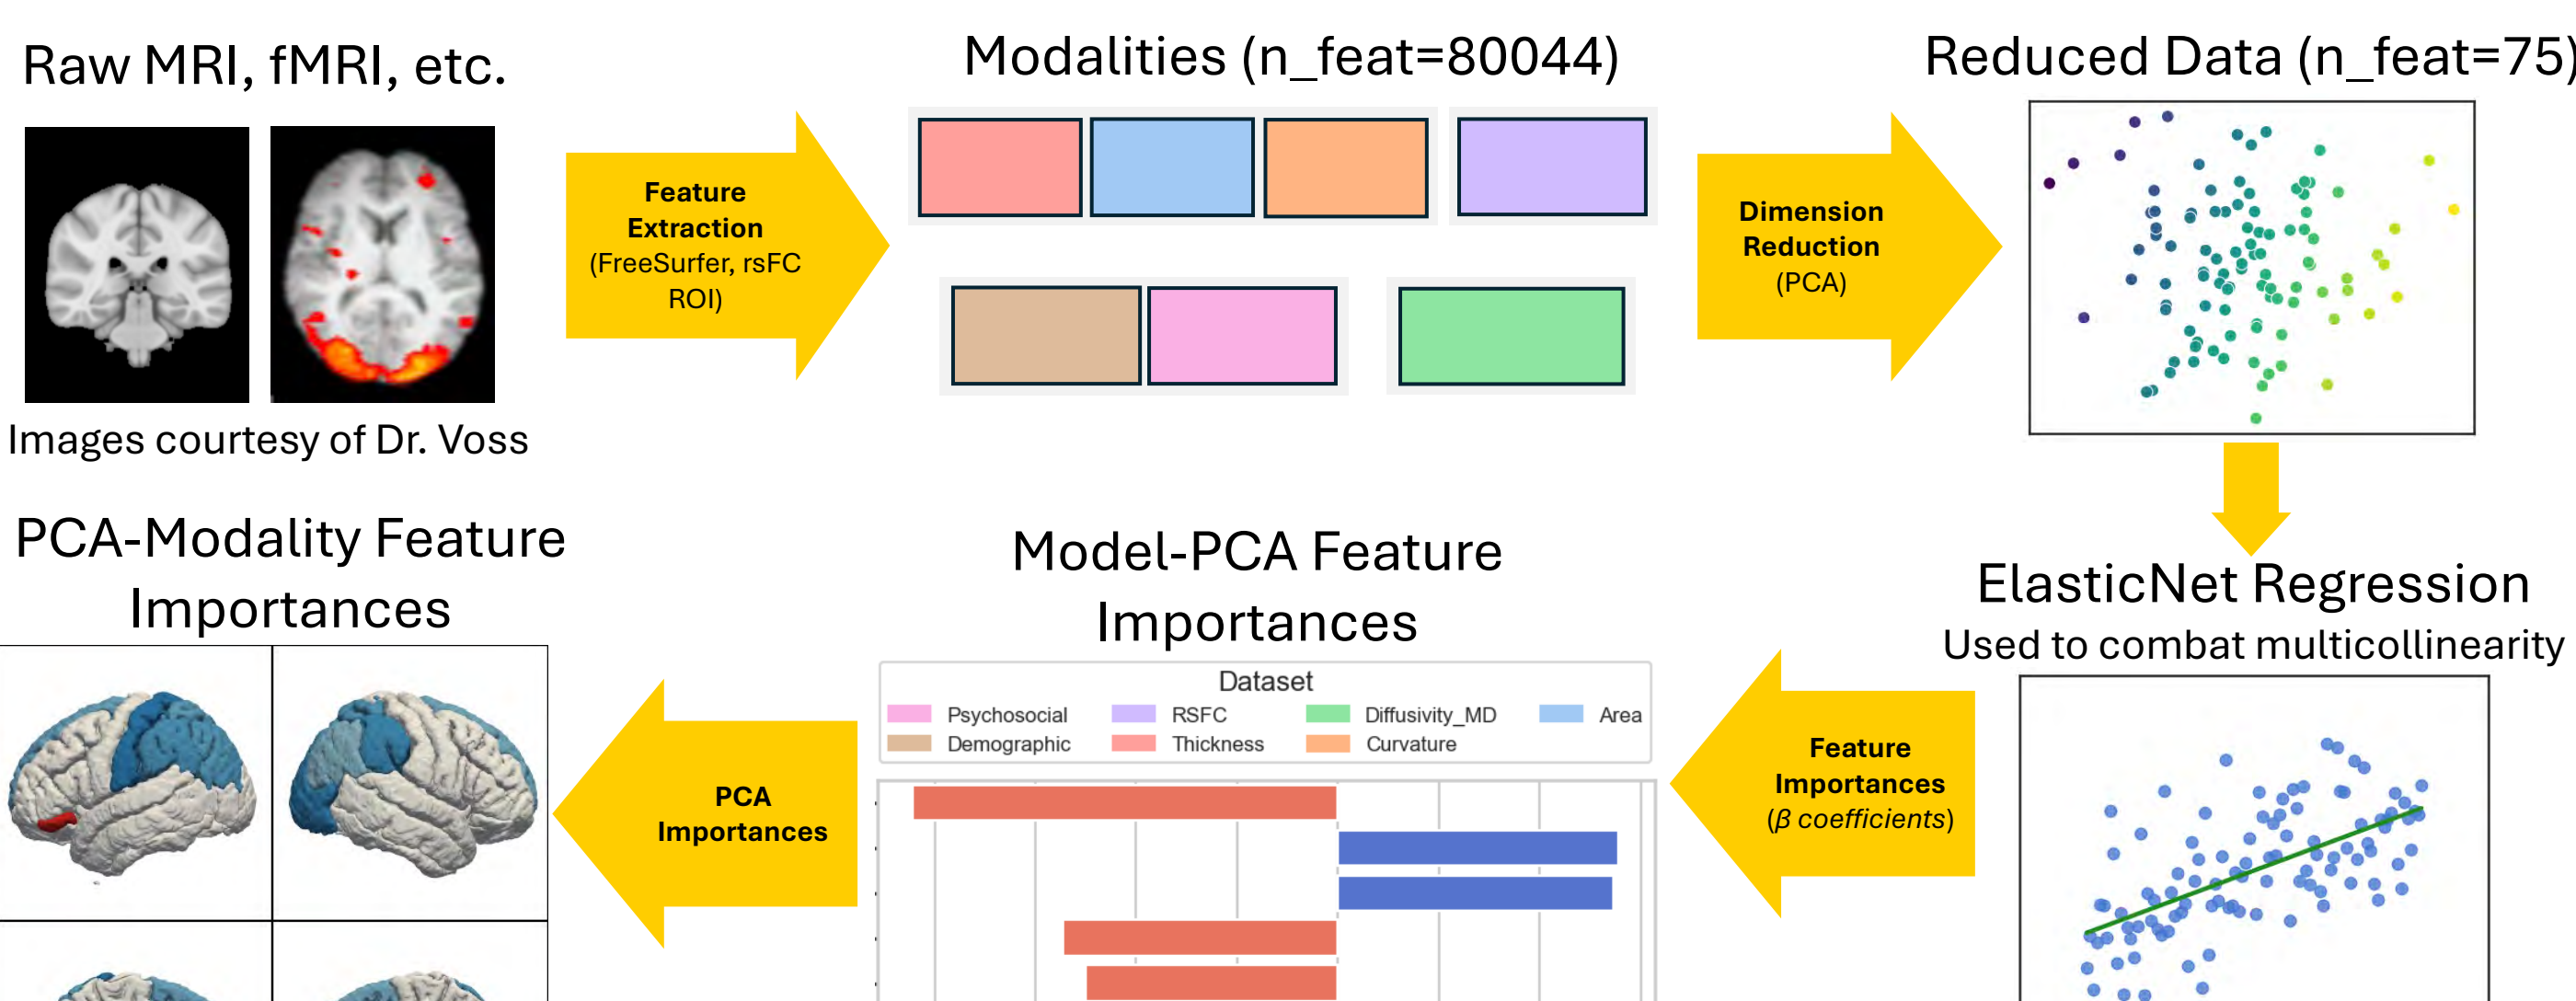 Raw MRI, fMRI, etc.
Images courtesy of Dr. Voss
Feature
Extraction
(FreeSurfer, rsFC
ROI)
Modalities (n_feat=80044)
Dimension
Reduction
(PCA)
Reduced Data (n_feat=75)
ElasticNet Regression
Used to combat multicollinearity
Feature
Importances
(β coefficients)
Model-PCA Feature
Importances
Dataset
Psychosocial
RSFC
Diffusivity_MD
Area
Demographic
Thickness
Curvature
PCA
Importances
PCA-Modality Feature
Importances